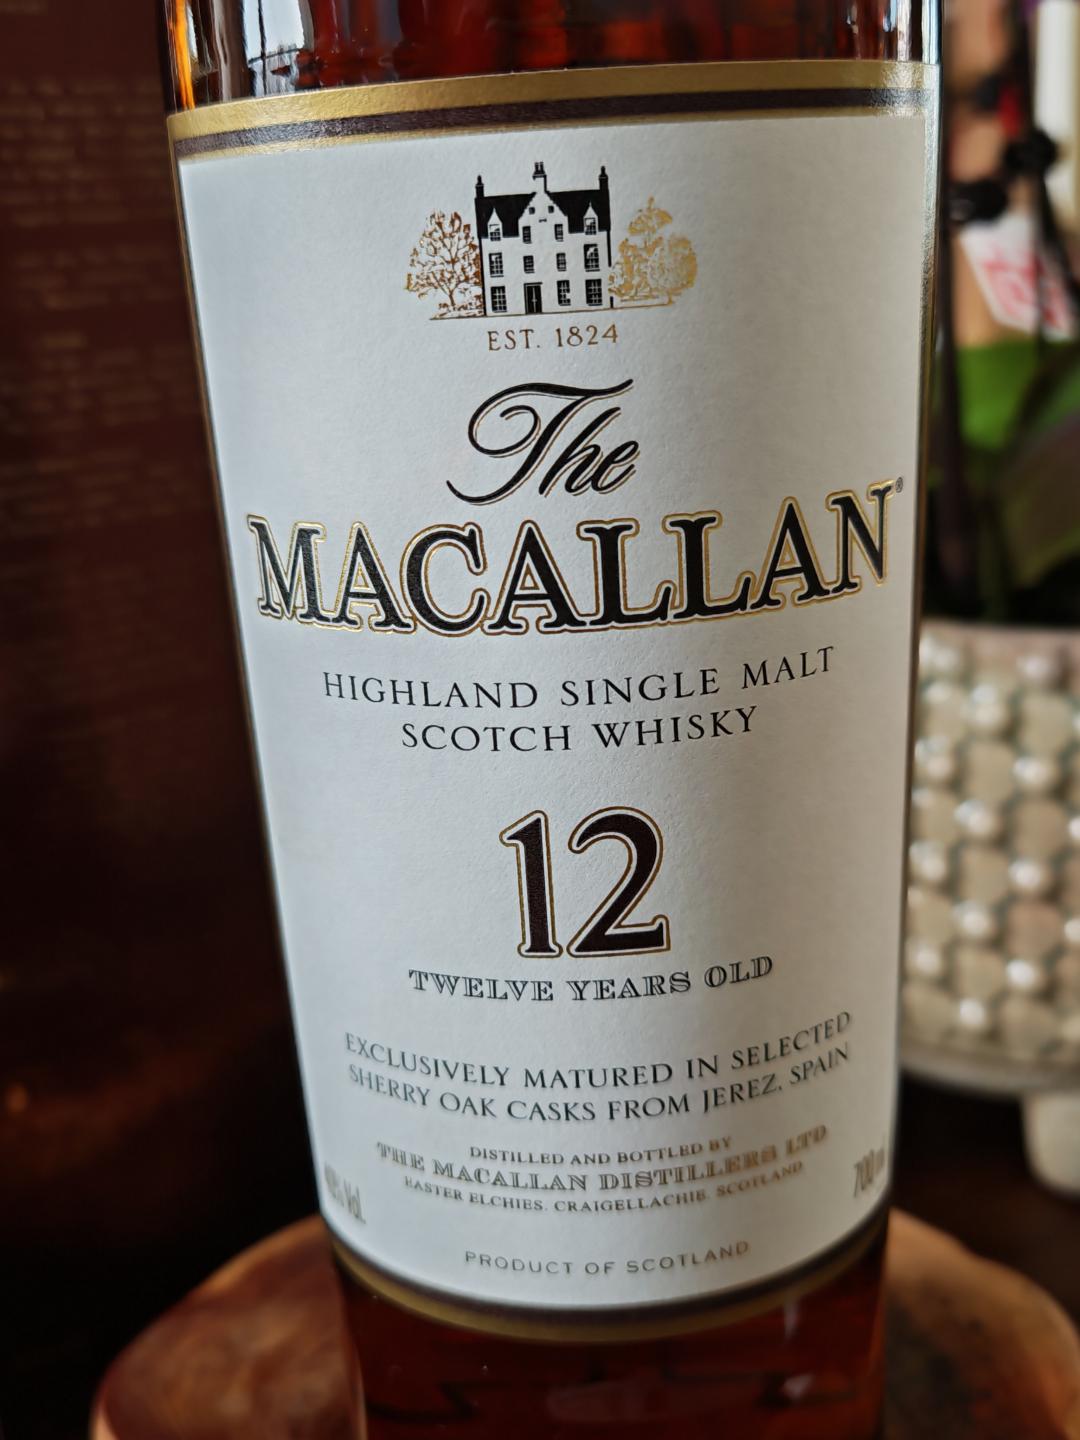 EST. 1824
The
MACALLAN®
HIGHLAND SINGLE MALT
SCOTCH WHISKY
12
TWELVE YEARS OLD
EXCLUSIVELY MATURED IN SELECTED
SHERRY OAK CASKS FROM JEREZ, SPAIN
DISTILLED AND BOTTLED BY
THE MACALLAN DISTILLERS LTD
EASTER ELCHIES, CRAIGELLACHIE, SCOTLAND
Vol.
PRODUCT OF SCOTLAND